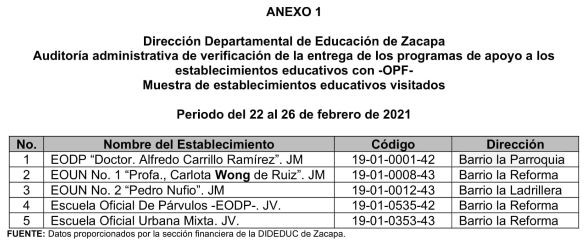 ANEXO 1
Dirección Departamental de Educación de Zacapa
Auditoría administrativa de verificación de la entrega de los programas de apoyo a los
establecimientos educativos con -OPF-
Muestra de establecimientos educativos visitados
Periodo del 22 al 26 de febrero de 2021
No. Nombre del Establecimiento Código Dirección
1 EODP “Doctor. Alfredo Carrillo Ramírez”. JM 19-01-0001-42 Barrio la Parroquia
2 EOUN No. 1 “Profa., Carlota Wong de Ruiz”. JM 19-01-0008-43 Barrio la Reforma
3 EOUN No. 2 “Pedro Nufio”. JM 19-01-0012-43 Barrio la Ladrillera
4 Escuela Oficial De Párvulos -EODP-. JV. 19-01-0535-42 Barrio la Reforma
5 Escuela Oficial Urbana Mixta. JV. 19-01-0353-43 Barrio la Reforma
FUENTE: Datos proporcionados por la sección financiera de la DIDEDUC de Zacapa.